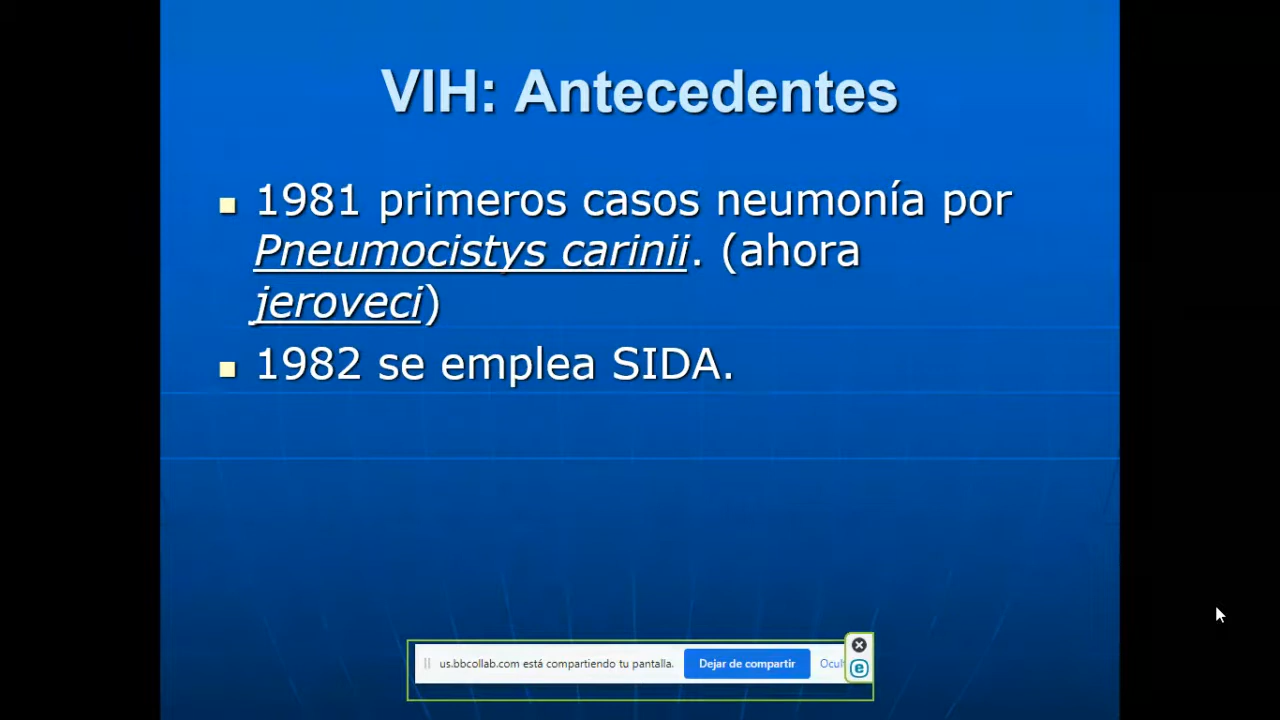 VIH: Antecedentes
1981 primeros casos neumonía por
Pneumocistys carinii. (ahora
jeroveci)
1982 se emplea SIDA.
us.bbcollab.com está compartiendo tu pantalla. Dejar de compartir